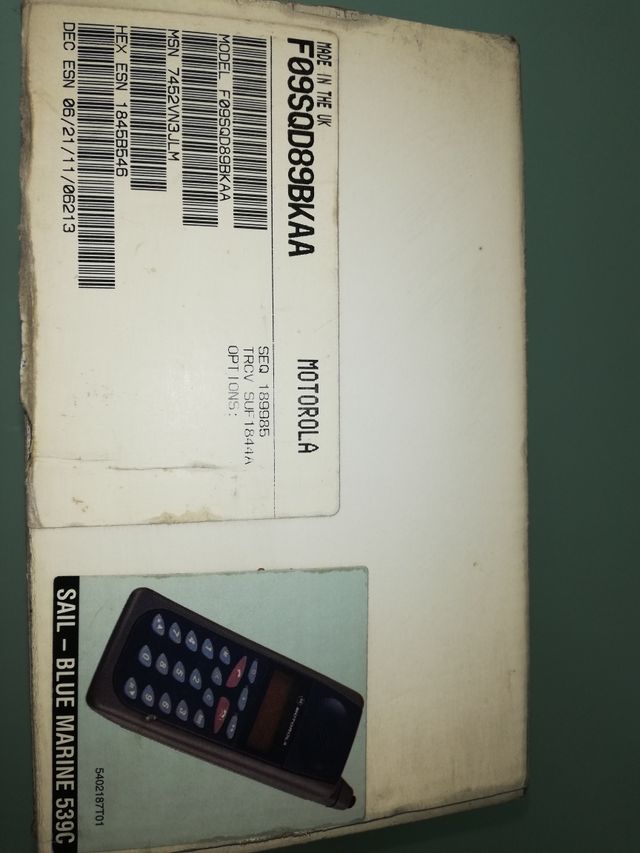 MADE IN THE UK
F09SQD89BKAA
MOTOROLA
SEQ 189985
TRCV SUF1844A
OPTIONS:
MODEL F09SQD89BKAA
MSN 7452VN3JLM
HEX ESN 1845B546
DEC ESN 06/21/11/06213
MOTOROLA
5402187T01
SAIL – BLUE MARINE 539C